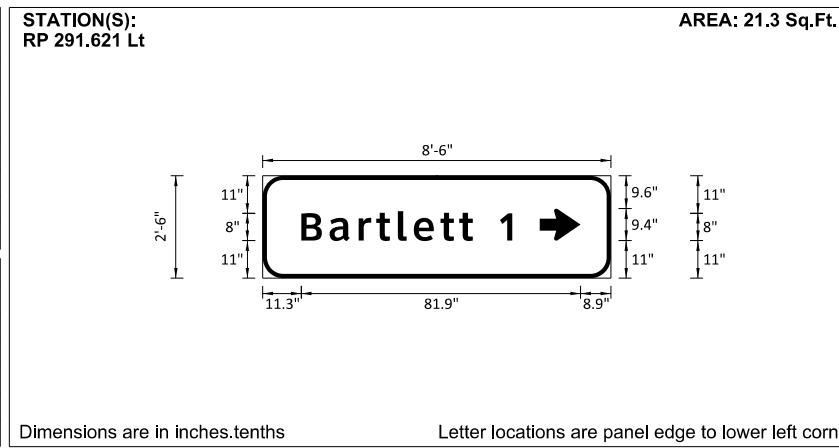 STATION(S):
RP 291.621 Lt
AREA: 21.3 Sq.Ft.
8'-6"
2'-6"
11"
8"
11"
Bartlett 1
9.6"
9.4"
11"
11"
8"
11"
11.3"
81.9"
8.9"
Dimensions are in inches.tenths
Letter locations are panel edge to lower left corn